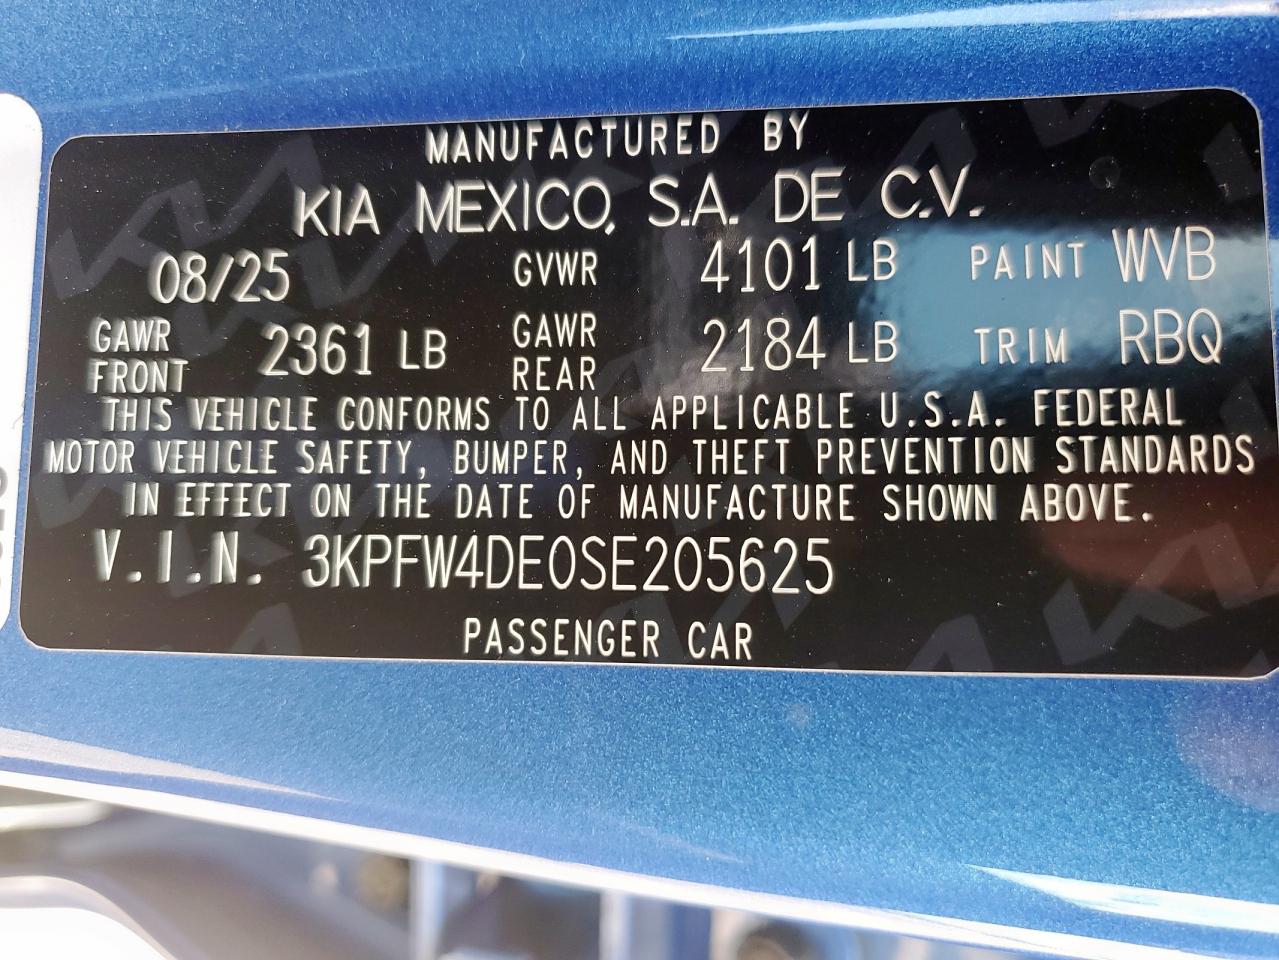 MANUFACTURED BY
KIA MEXICO, S.A. DE C.V.
08/25 GVWR 4101 LB PAINT WVB
GAWR FRONT 2361 LB GAWR REAR 2184 LB TRIM RBQ
THIS VEHICLE CONFORMS TO ALL APPLICABLE U.S.A. FEDERAL
MOTOR VEHICLE SAFETY, BUMPER, AND THEFT PREVENTION STANDARDS
IN EFFECT ON THE DATE OF MANUFACTURE SHOWN ABOVE.
V.I.N. 3KPFW4DE0SE205625
PASSENGER CAR